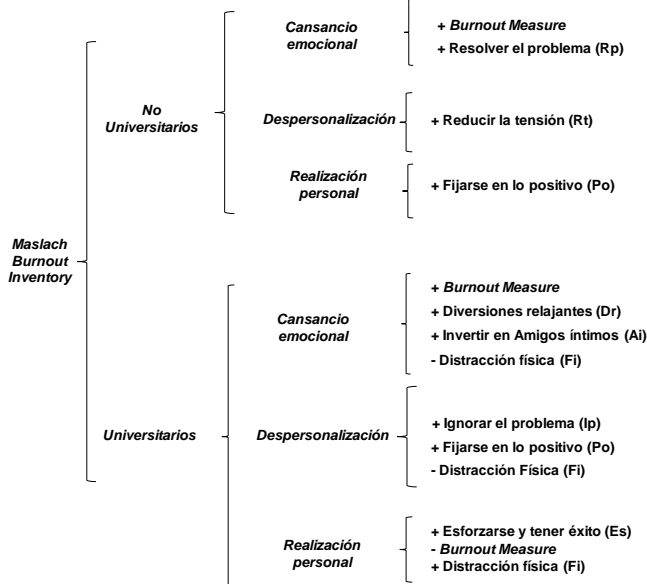 Cansancio
emocional
+ Burnout Measure
+ Resolver el problema (Rp)
No
Universitarios
Despersonalización
+ Reducir la tensión (Rt)
Realización
personal
+ Fijarse en lo positivo (Po)
Maslach
Burnout
Inventory
Cansancio
emocional
+ Burnout Measure
+ Diversiones relajantes (Dr)
+ Invertir en Amigos íntimos (Ai)
- Distracción física (Fi)
Universitarios
Despersonalización
+ Ignorar el problema (Ip)
+ Fijarse en lo positivo (Po)
- Distracción Física (Fi)
Realización
personal
+ Esforzarse y tener éxito (Es)
- Burnout Measure
+ Distracción física (Fi)